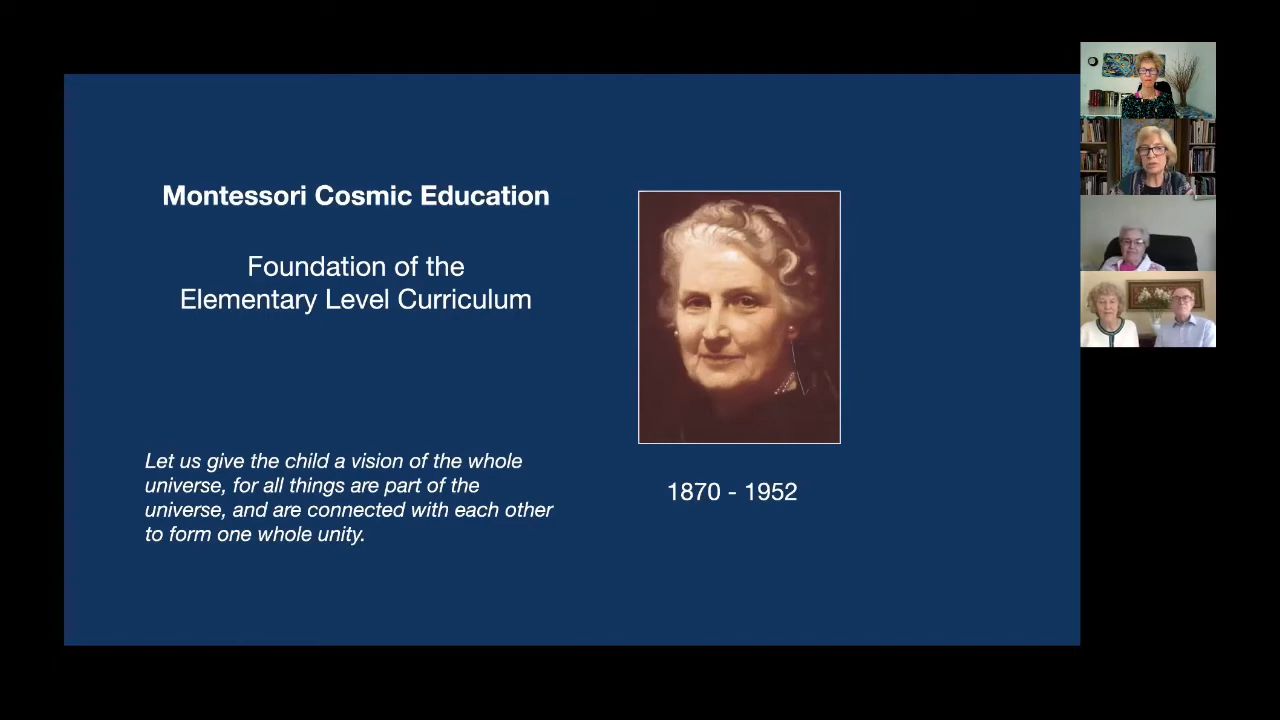 Montessori Cosmic Education
Foundation of the
Elementary Level Curriculum
Let us give the child a vision of the whole
universe, for all things are part of the
universe, and are connected with each other
to form one whole unity.
1870 - 1952